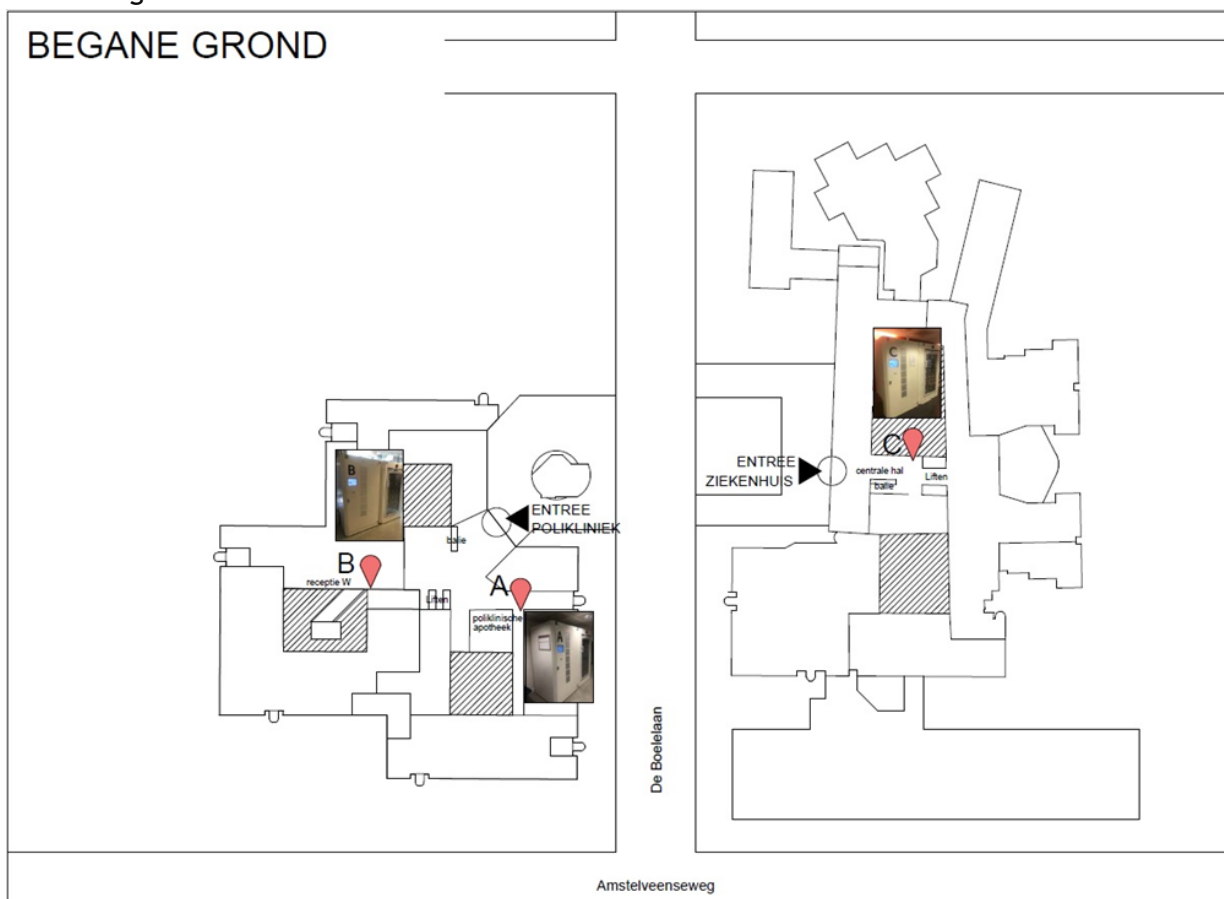 BEGANE GROND
C
C
ENTREE
ZIEKENHUIS
centrale hal
balie
Liften
B
ENTREE
POLIKLINIEK
balie
B
receptie W
A
Liften
poliklinische
apotheek
A
De Boelelaan
Amstelveenseweg